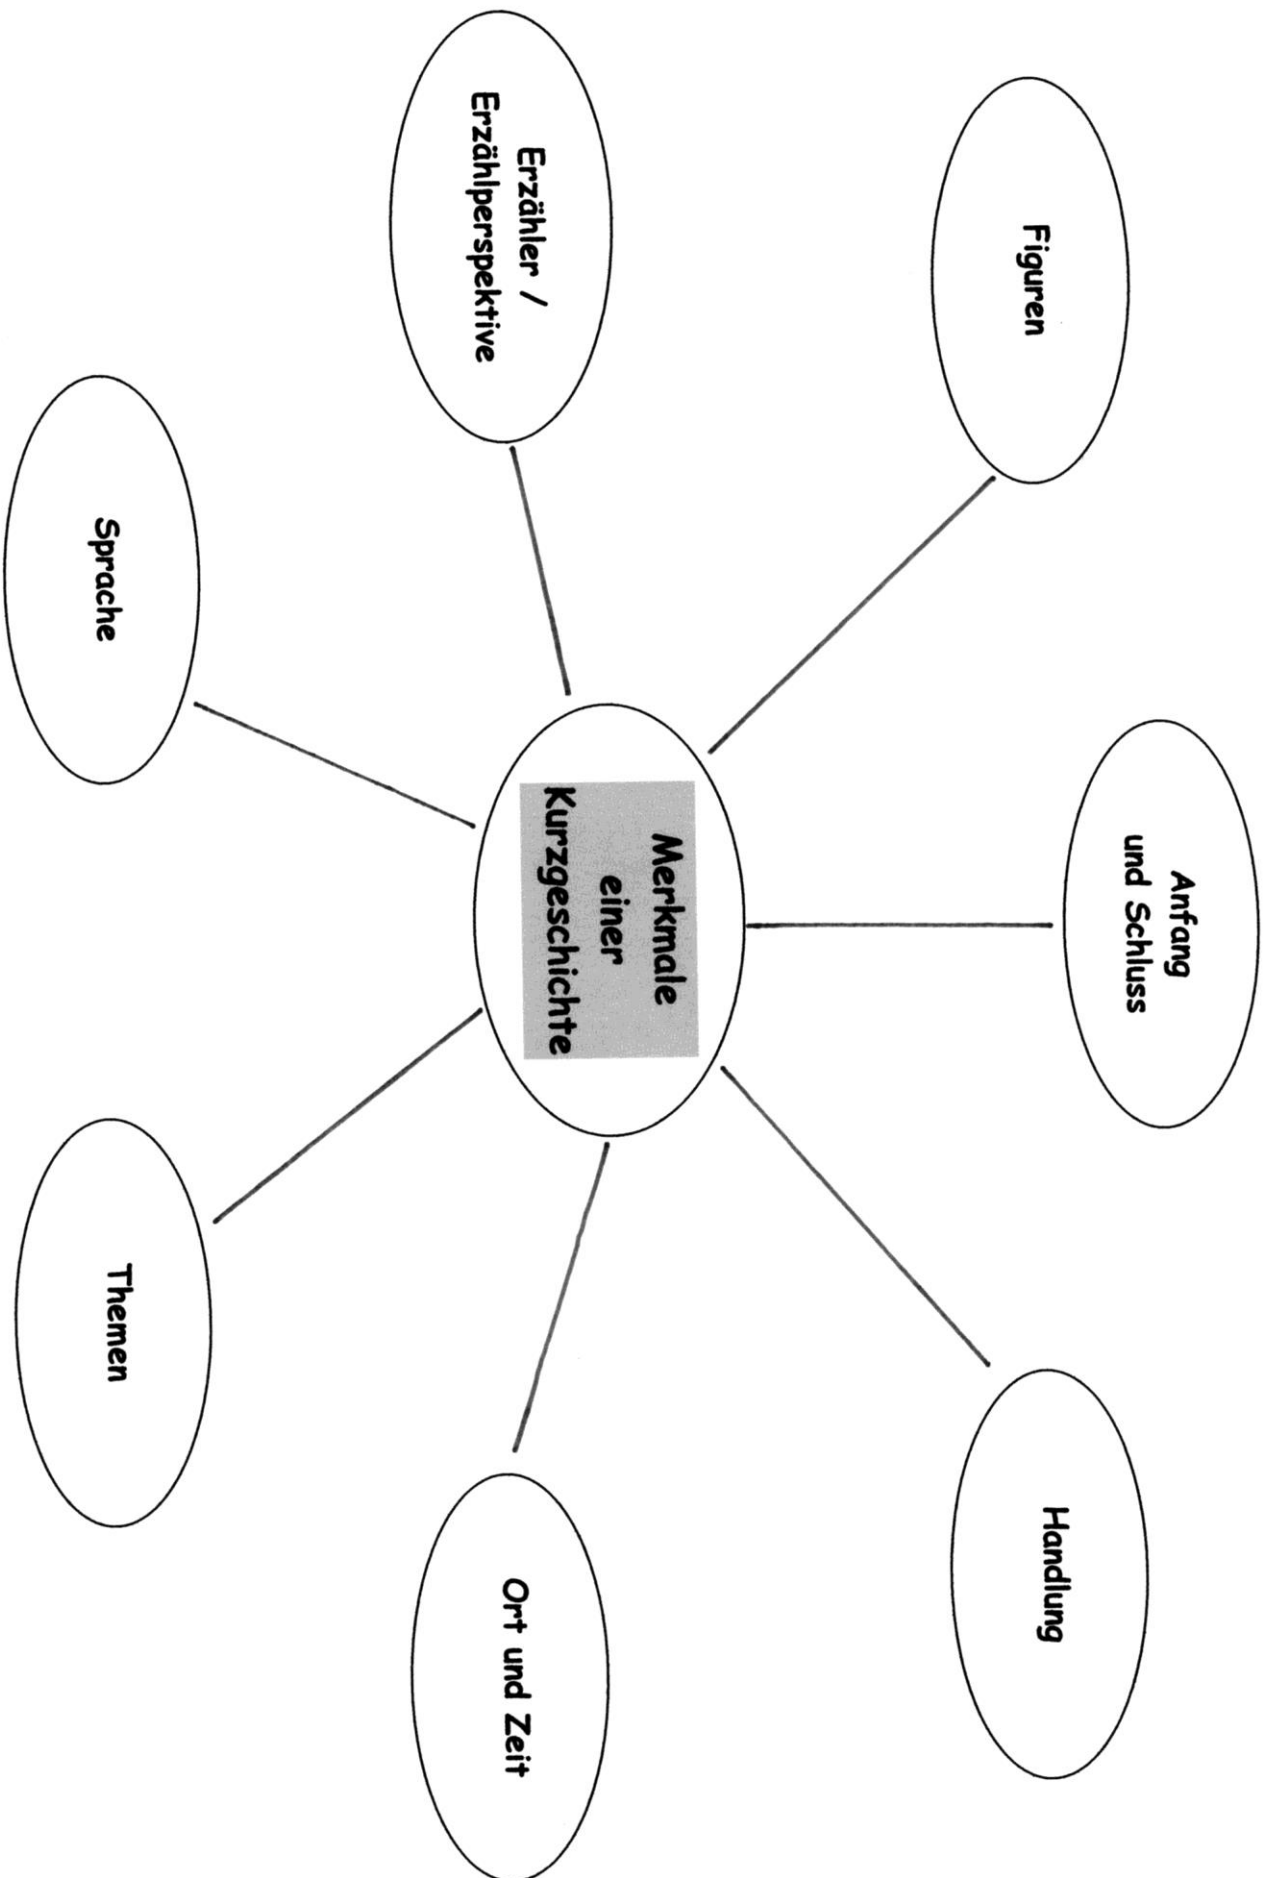 Anfang
und Schluss
Figuren
Handlung
Merkmale
einer
Kurzgeschichte
Erzähler /
Erzählperspektive
Ort und Zeit
Sprache
Themen